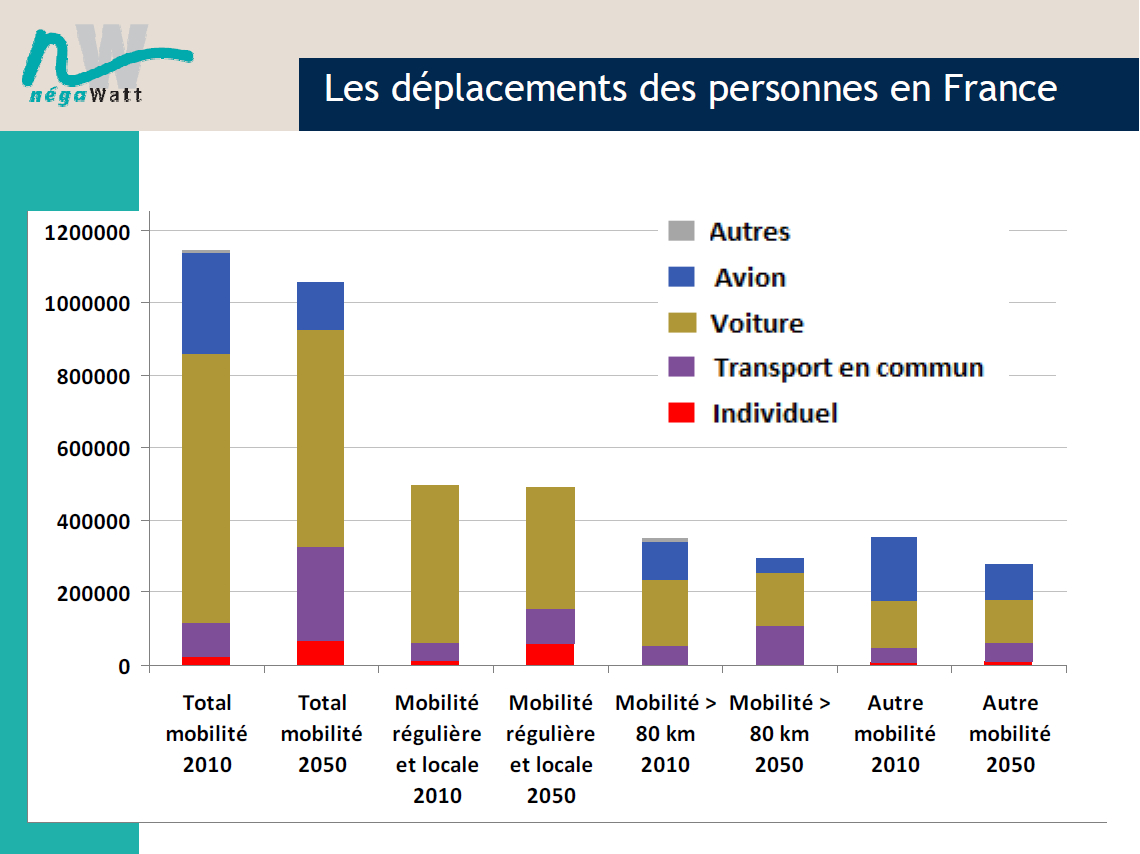 nW
négaWatt
Les déplacements des personnes en France
1200000
1000000
800000
600000
400000
200000
0
Autres
Avion
Voiture
Transport en commun
Individuel
Total
mobilité
2010
Total
mobilité
2050
Mobilité
régulière
et locale
2010
Mobilité
régulière
et locale
2050
Mobilité >
80 km
2010
Mobilité >
80 km
2050
Autre
mobilité
2010
Autre
mobilité
2050